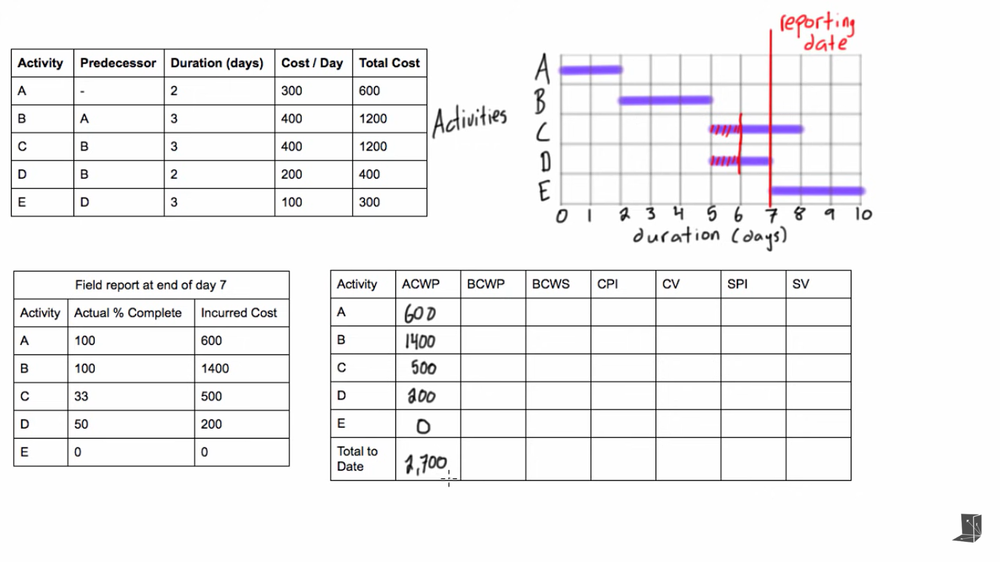 Activity Predecessor Duration (days) Cost / Day Total Cost
A - 2 300 600
B A 3 400 1200
C B 3 400 1200
D B 2 200 400
E D 3 100 300
reporting
date
Activities
A
B
C
D
E
0 1 2 3 4 5 6 7 8 9 10
duration (days)
Field report at end of day 7
Activity Actual % Complete Incurred Cost
A 100 600
B 100 1400
C 33 500
D 50 200
E 0 0
Activity ACWP BCWP BCWS CPI CV SPI SV
A 600
B 1400
C 500
D 200
E 0
Total to
Date 2,700